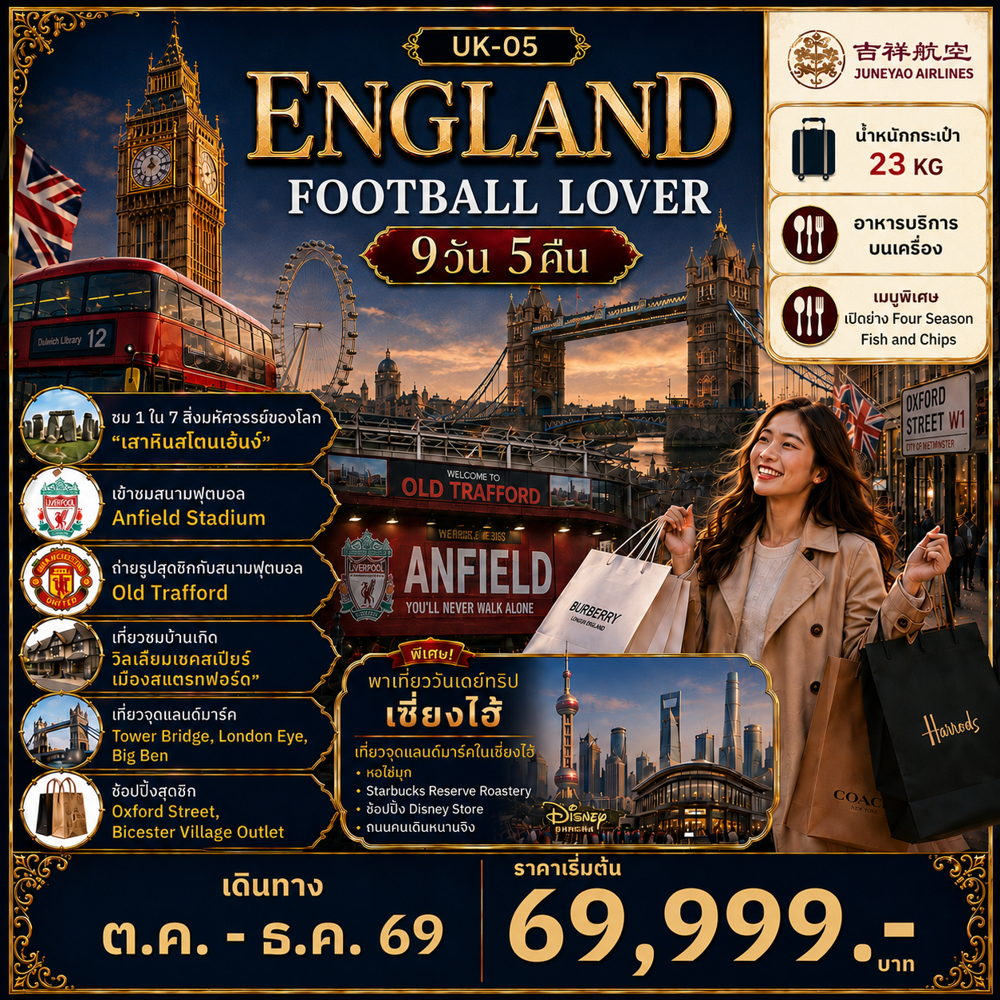 UK-05
ENGLAND
FOOTBALL LOVER
9 วัน 5 คืน
吉祥航空
JUNEYAO AIRLINES
น้ำหนักกระเป๋า
23 KG
อาหารบริการ
บนเครื่อง
เมนูพิเศษ
เปิดย่าง Four Season
Fish and Chips
Dulwich Library 12
OXFORD
STREET W1
ชม 1 ใน 7 สิ่งมหัศจรรย์ของโลก
“เสาหินสโตนเฮ้นง์”
LIVERPOOL
เข้าชมสนามฟุตบอล
Anfield Stadium
UNITED
ถ่ายรูปสุดชิกกับสนามฟุตบอล
Old Trafford
เที่ยวชมบ้านเกิด
วิลเลียมเชคสเปียร์
เมืองสแตรทฟอร์ด”
เที่ยวจุดแลนด์มาร์ค
Tower Bridge, London Eye,
Big Ben
ช้อปปิ้งสุดชิก
Oxford Street,
Bicester Village Outlet
WELCOME TO
OLD TRAFFORD
LIVERPOOL
ANFIELD
YOU'LL NEVER WALK ALONE
BURBERRY
LONDON ENGLAND
Harrods
COAC
NEW YORK
พิเศษ!
พาเที่ยววันเดย์ทริป
เซี่ยงไฮ้
เที่ยวจุดแลนด์มาร์คในเซี่ยงไฮ้
• หอไข่มุก
• Starbucks Reserve Roastery
• ช้อปปิ้ง Disney Store
• ถนนคนเดินหนานจิง
Disney
เดินทาง
ต.ค. - ธ.ค. 69
ราคาเริ่มต้น
69,999.-
บาท